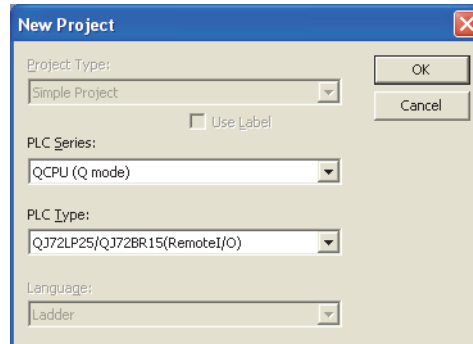 New Project
Project Type:
OK
Simple Project
Cancel
Use Label
PLC Series:
QCPU (Q mode)
PLC Type:
QJ72LP25/QJ72BR15(RemoteI/O)
Language:
Ladder